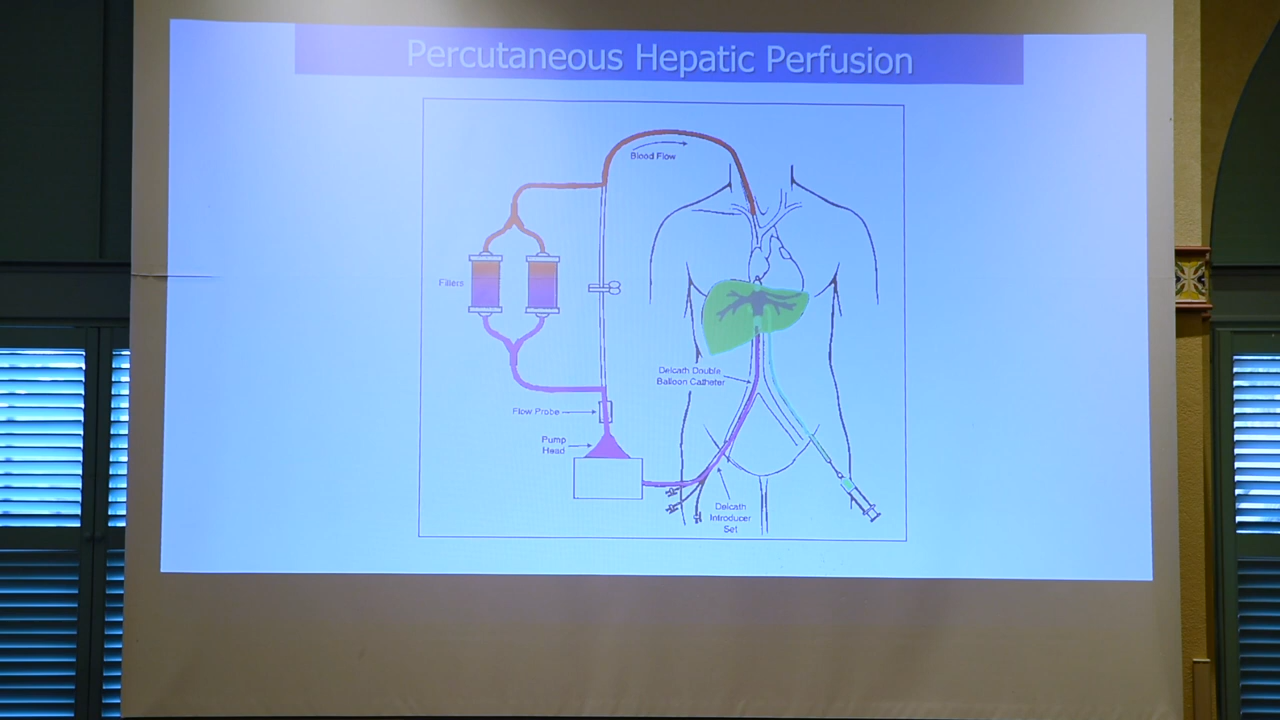 Percutaneous Hepatic Perfusion
Blood Flow
Filters
Delcath Double
Balloon Catheter
Flow Probe
Pump
Head
Delcath
Introducer
Set